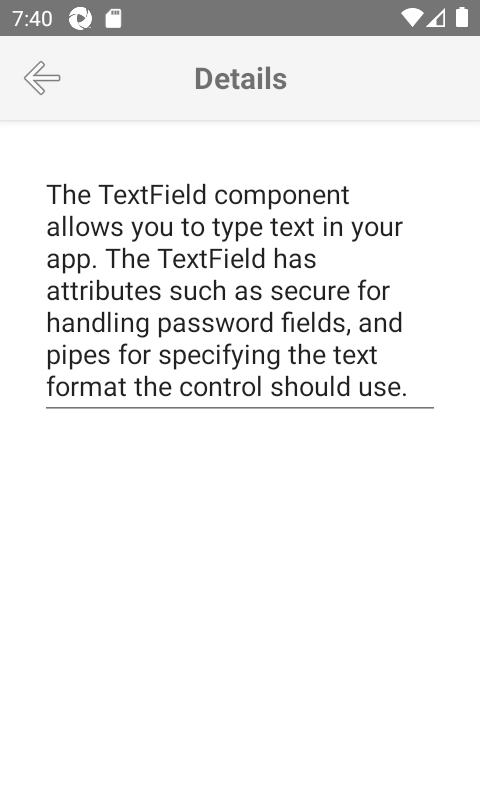 7:40
Details
The TextField component
allows you to type text in your
app. The TextField has
attributes such as secure for
handling password fields, and
pipes for specifying the text
format the control should use.